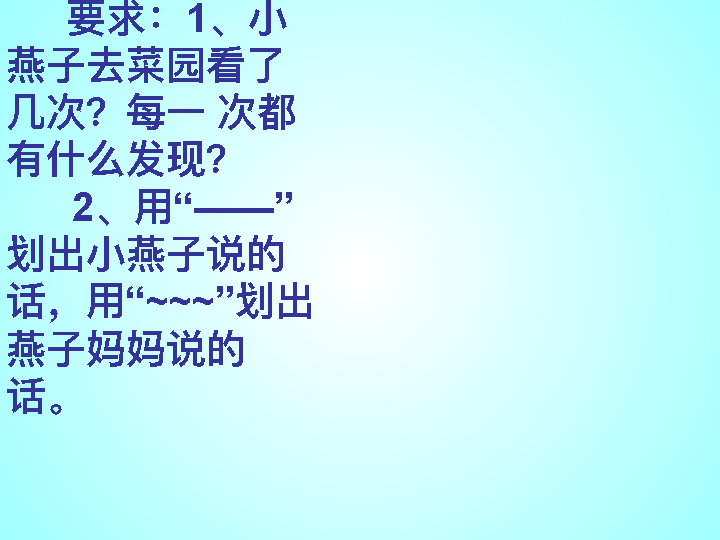 要求：1、小
燕子去菜园看了
几次？每一 次都
有什么发现？
2、用“——”
划出小燕子说的
话，用“~~~”划出
燕子妈妈说的
话。